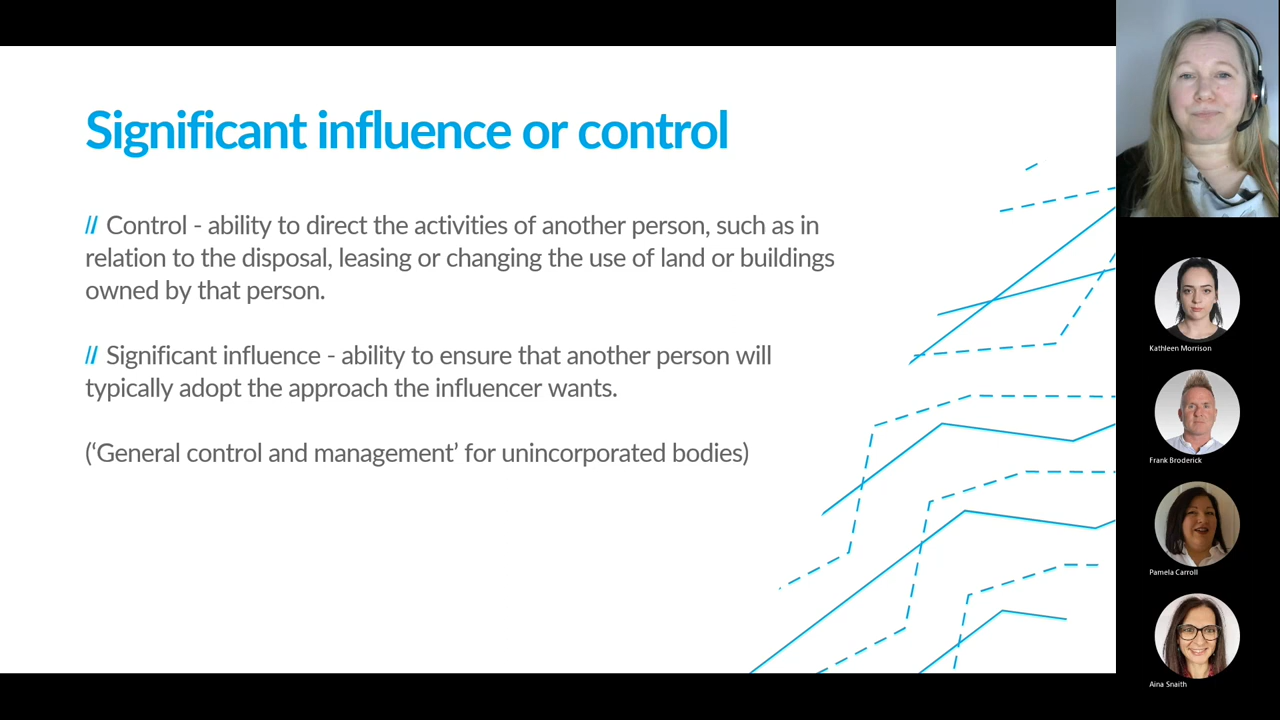 Significant influence or control
// Control - ability to direct the activities of another person, such as in
relation to the disposal, leasing or changing the use of land or buildings
owned by that person.
// Significant influence - ability to ensure that another person will
typically adopt the approach the influencer wants.
(‘General control and management’ for unincorporated bodies)
Kathleen Morrison
Frank Broderick
Pamela Carroll
Aina Snaith